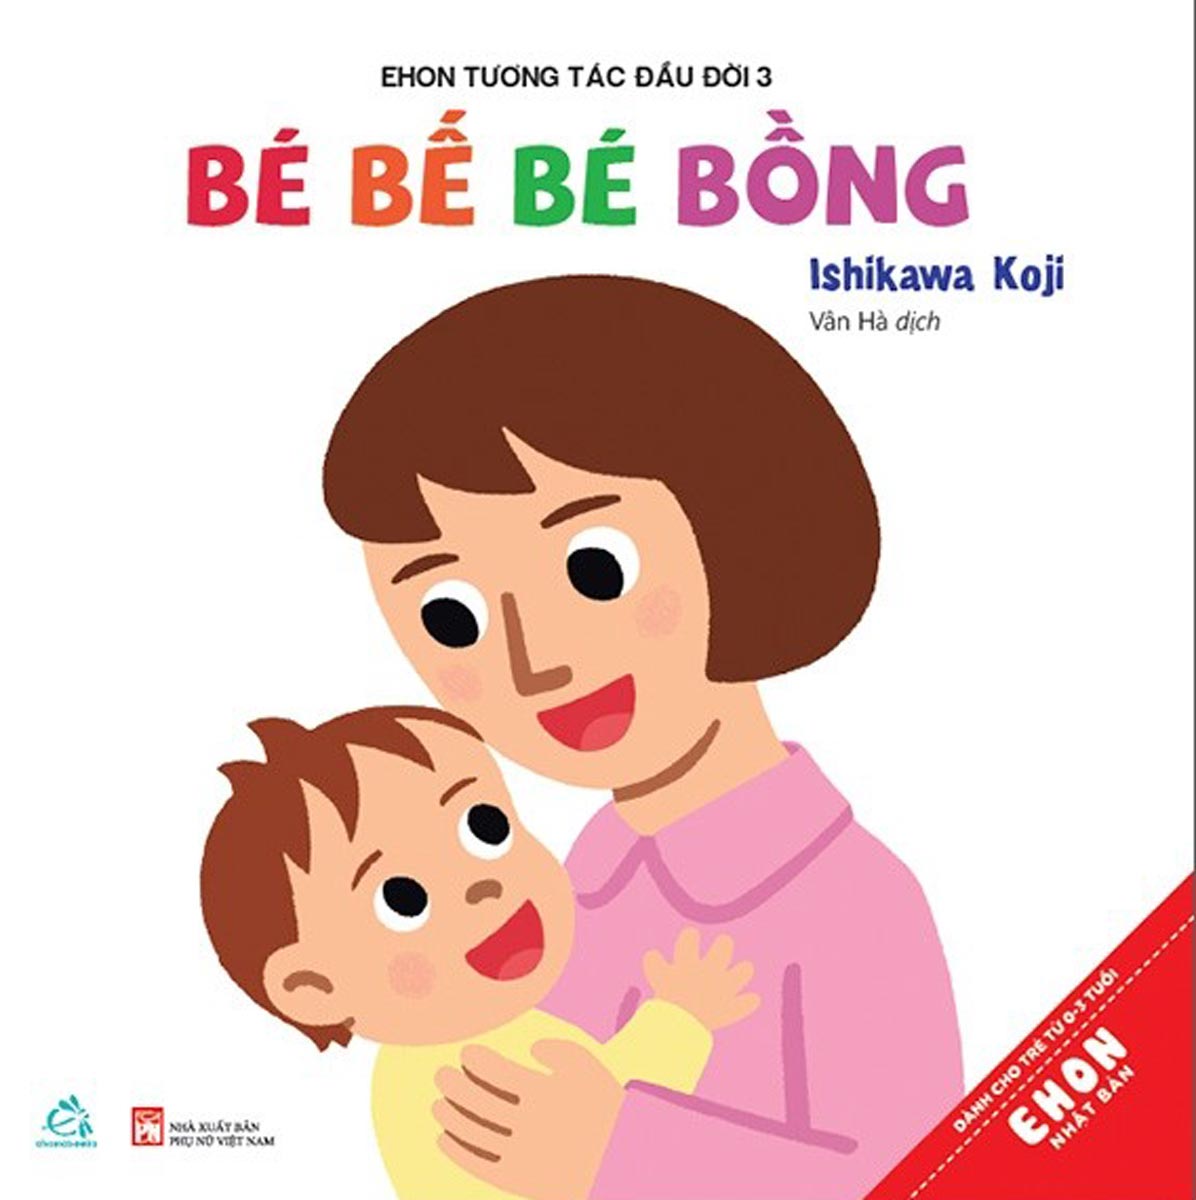 EHON TƯƠNG TÁC ĐẦU ĐỜI 3
BÉ BẾ BÉ BỒNG
Ishikawa Koji
Vân Hà dịch
DÀNH CHO TRẺ TỪ 0-3 TUỔI
EHON
NHẬT BẢN
PN
NHÀ XUẤT BẢN
PHỤ NỮ VIỆT NAM